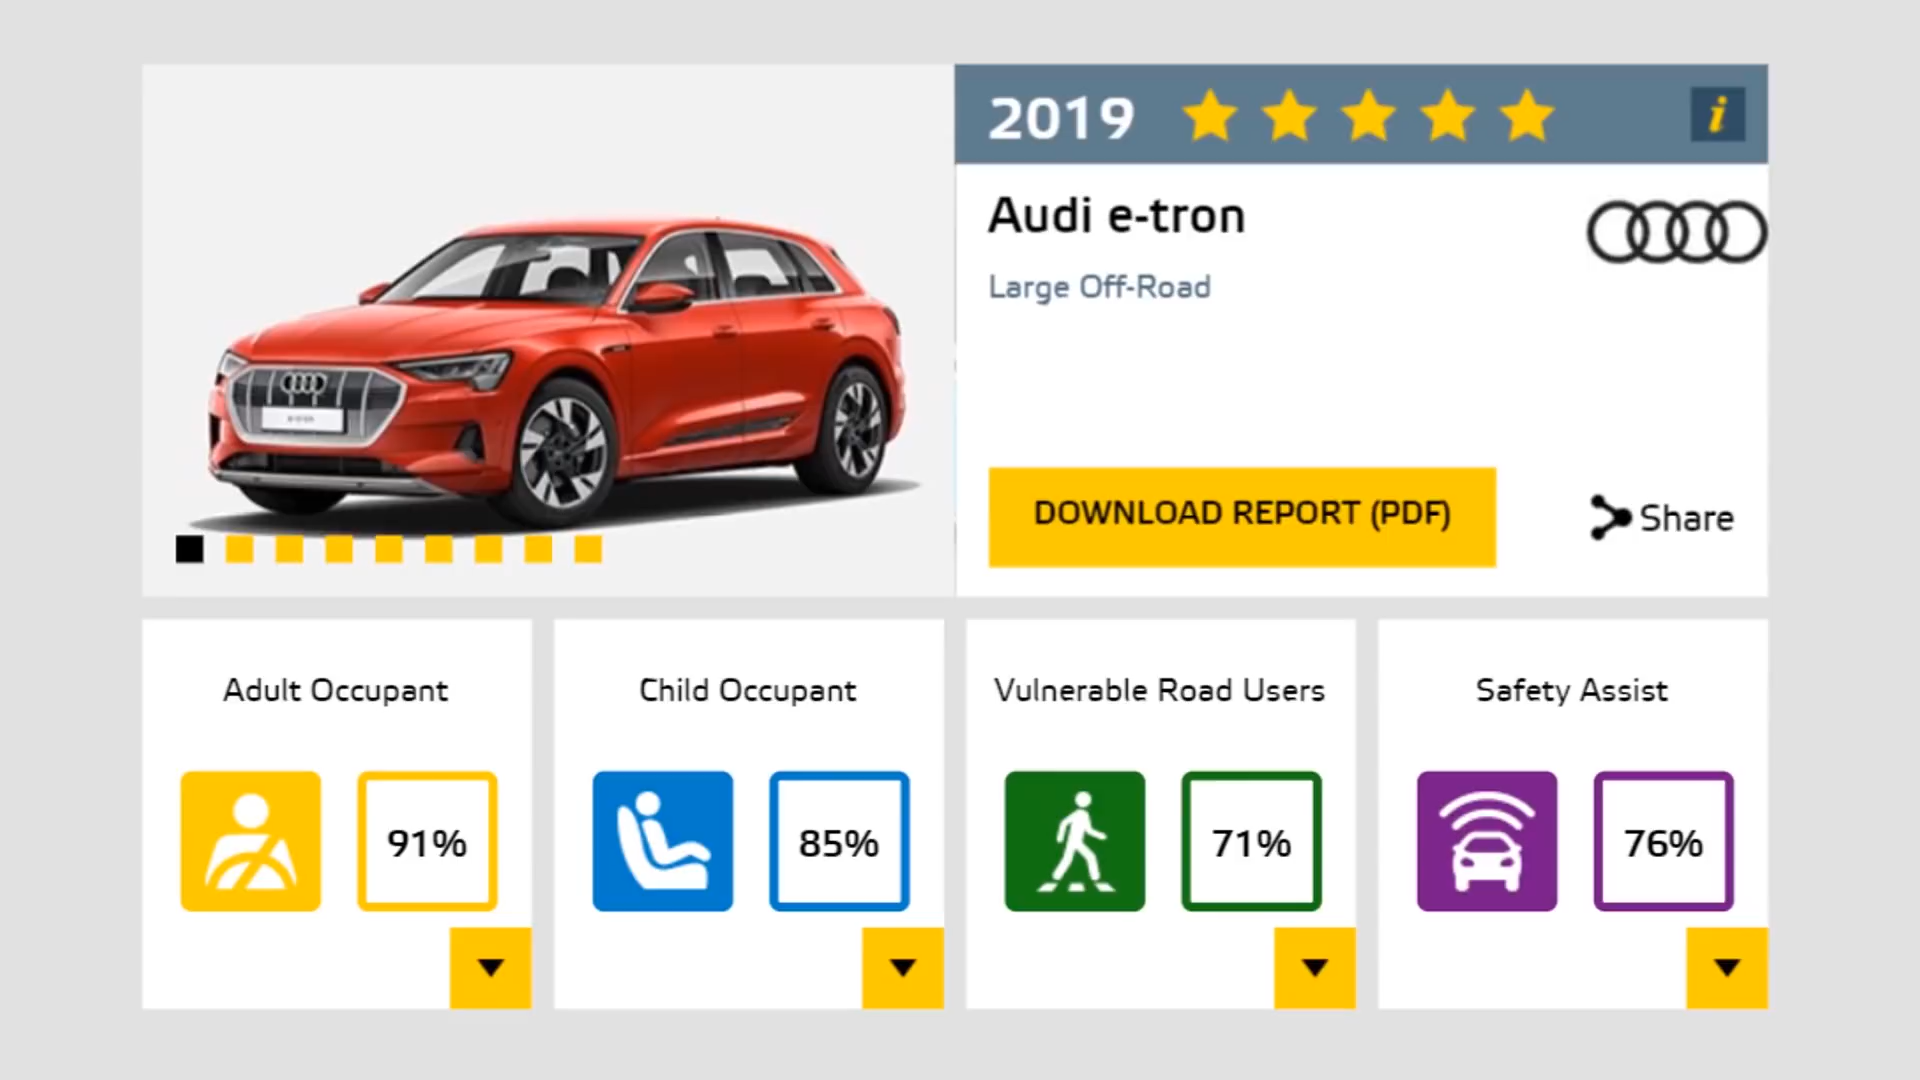 2019
i
Audi e-tron
Large Off-Road
DOWNLOAD REPORT (PDF)
Share
Adult Occupant
91%
Child Occupant
85%
Vulnerable Road Users
71%
Safety Assist
76%